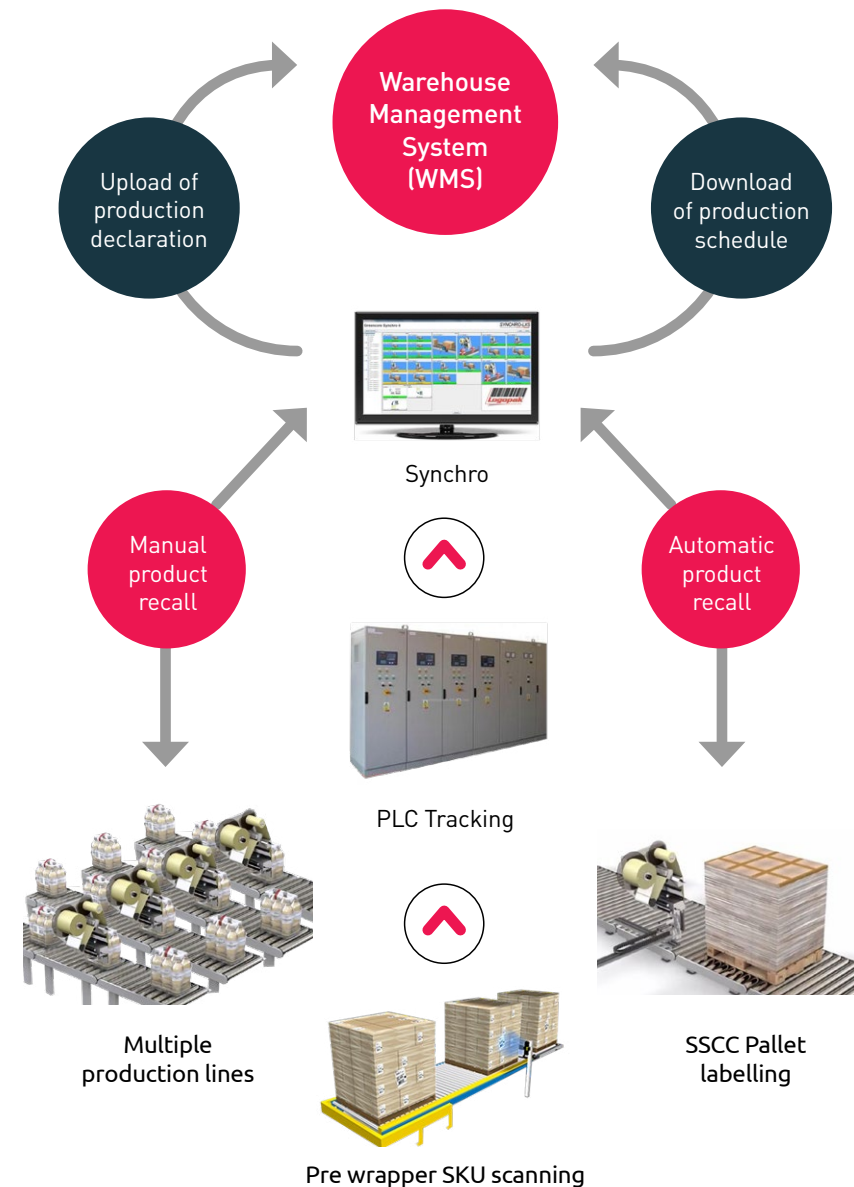 Warehouse
Management
System
(WMS)
Upload of
production
declaration
Download
of production
schedule
Logopak
Synchro
Manual
product
recall
Automatic
product
recall
PLC Tracking
Multiple
production lines
SSCC Pallet
labelling
Pre wrapper SKU scanning